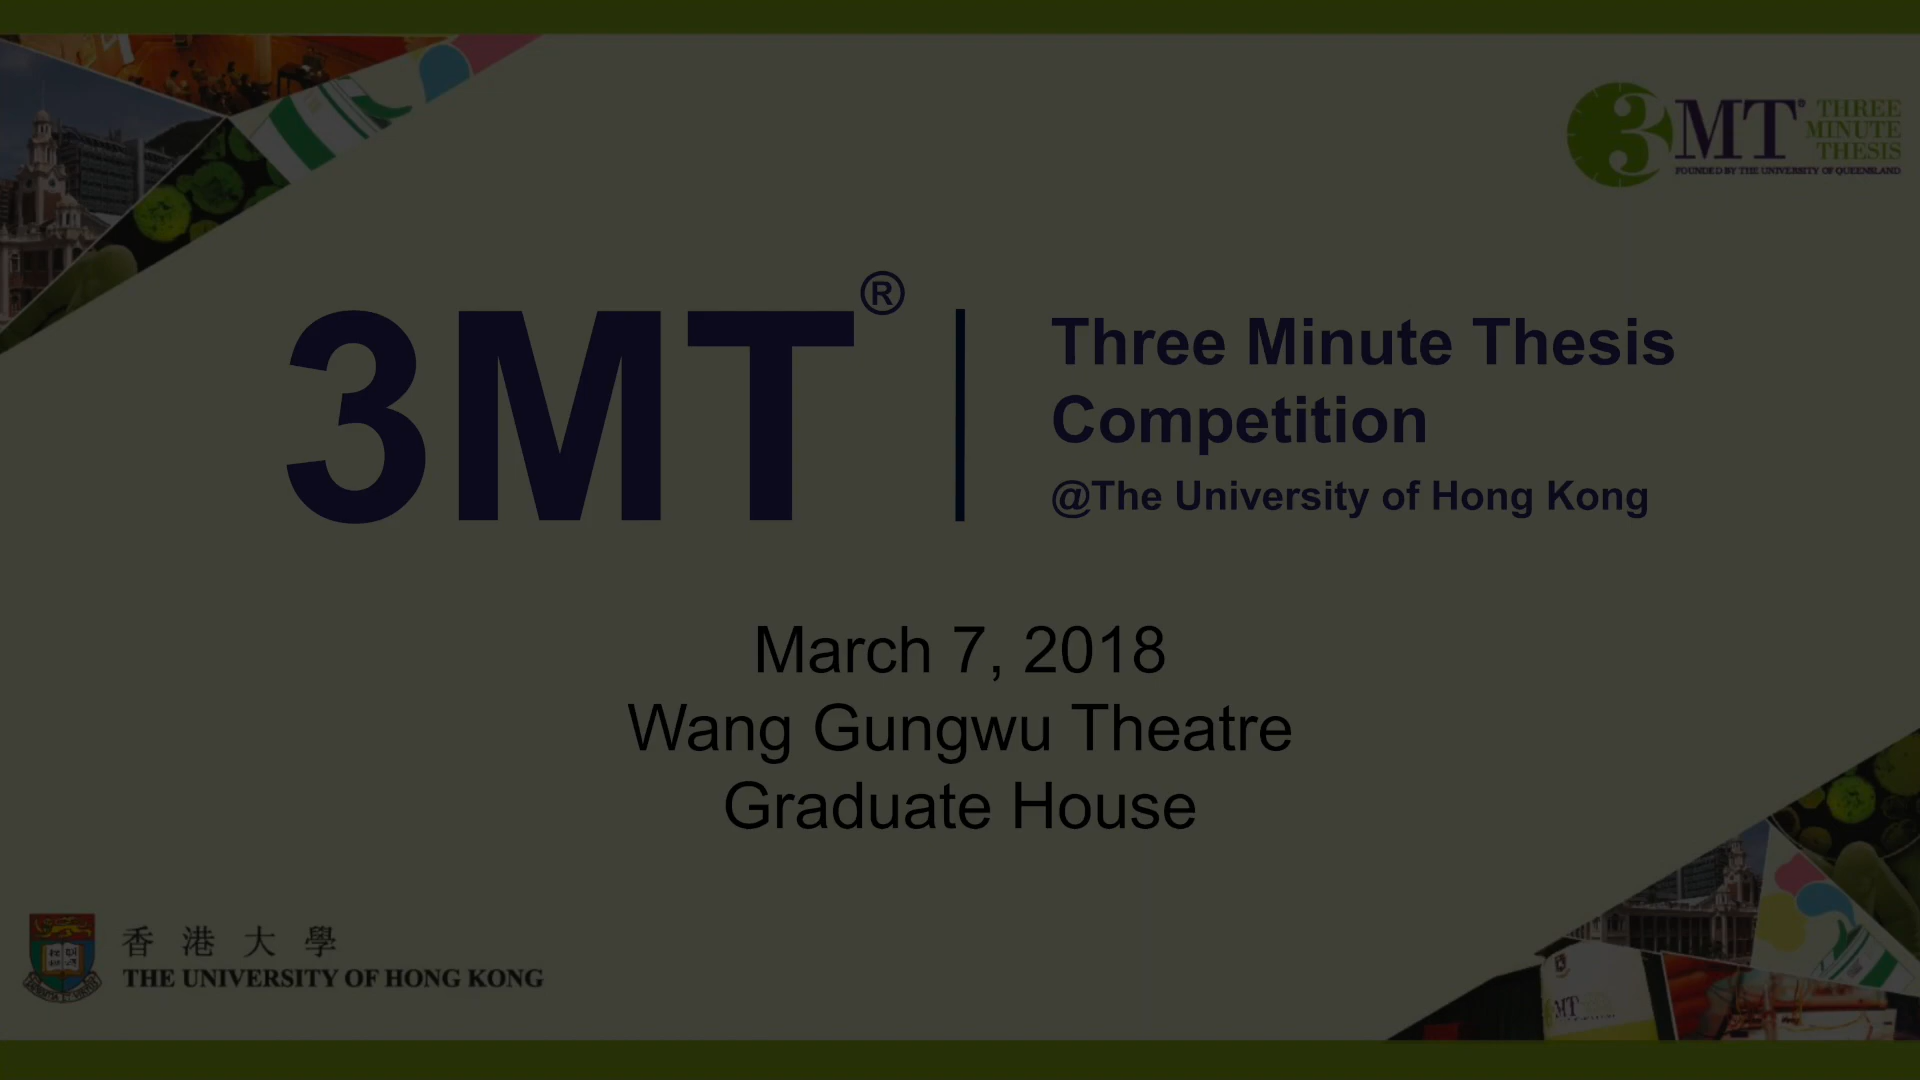 3MT® THREE
MINUTE
THESIS
FOUNDED BY THE UNIVERSITY OF QUEENSLAND
3MT®
Three Minute Thesis
Competition
@The University of Hong Kong
March 7, 2018
Wang Gungwu Theatre
Graduate House
香港大學
THE UNIVERSITY OF HONG KONG
3MT